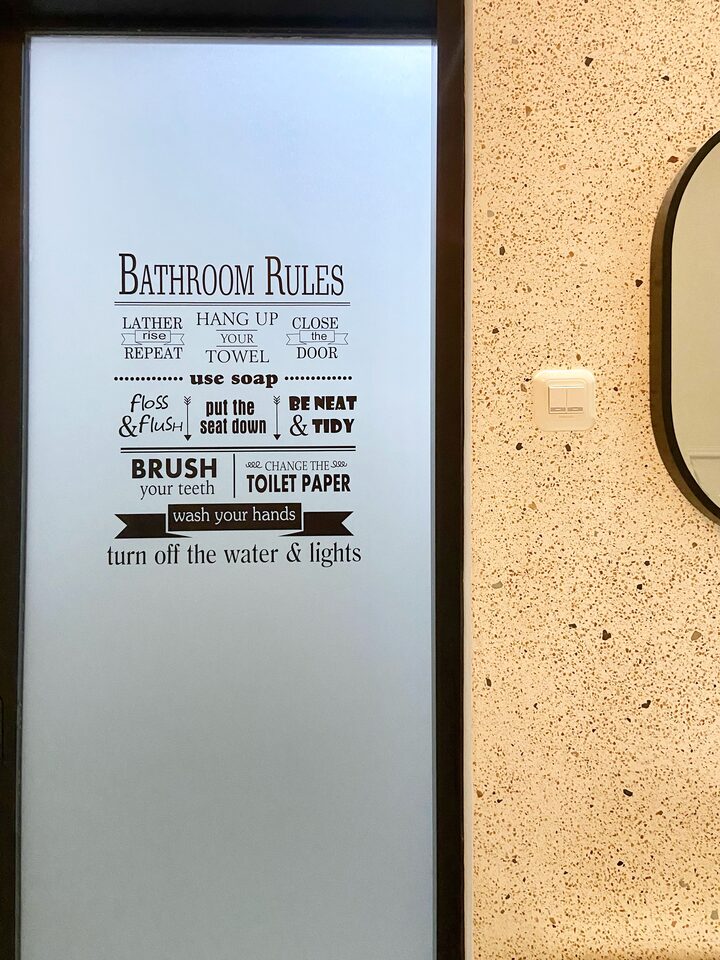 BATHROOM RULES
LATHER rise REPEAT
HANG UP YOUR TOWEL
CLOSE the DOOR
use soap
floss & flush
put the seat down
BE NEAT & TIDY
BRUSH your teeth
CHANGE THE TOILET PAPER
wash your hands
turn off the water & lights